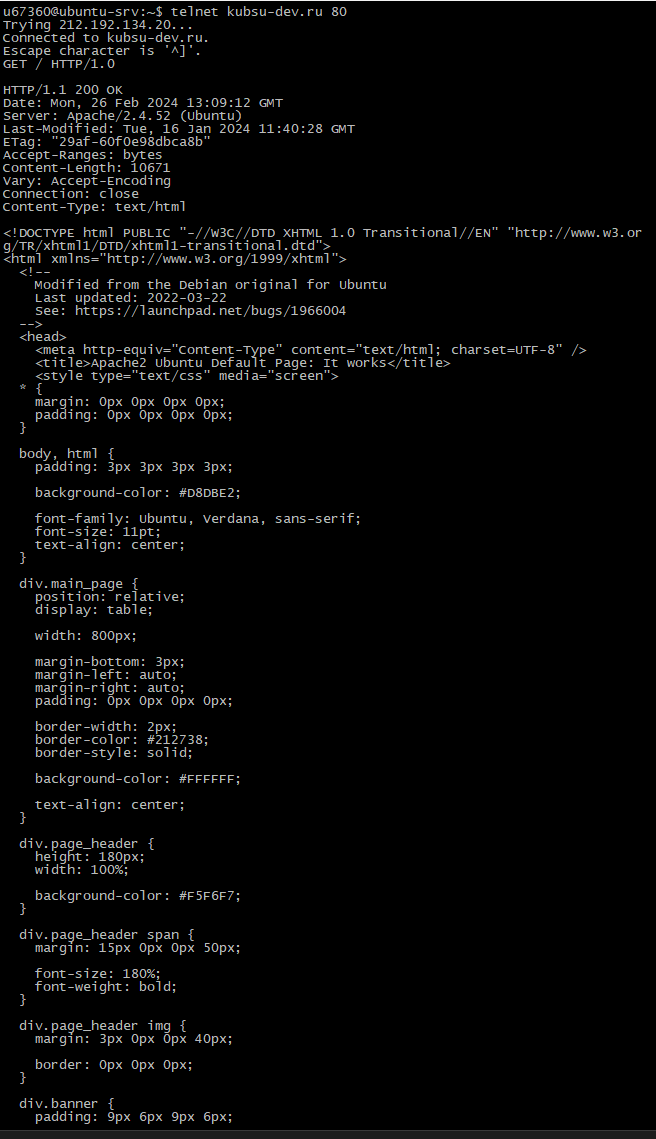 u67360@ubuntu-srv:~$ telnet kubsu-dev.ru 80
Trying 212.192.134.20...
Connected to kubsu-dev.ru.
Escape character is '^]'.
GET / HTTP/1.0

HTTP/1.1 200 OK
Date: Mon, 26 Feb 2024 13:09:12 GMT
Server: Apache/2.4.52 (Ubuntu)
Last-Modified: Tue, 16 Jan 2024 11:40:28 GMT
ETag: "29af-60f0e98dbca8b"
Accept-Ranges: bytes
Content-Length: 10671
Vary: Accept-Encoding
Connection: close
Content-Type: text/html

<!DOCTYPE html PUBLIC "-//W3C//DTD XHTML 1.0 Transitional//EN" "http://www.w3.or
g/TR/xhtml1/DTD/xhtml1-transitional.dtd">
<html xmlns="http://www.w3.org/1999/xhtml">
  <!--
    Modified from the Debian original for Ubuntu
    Last updated: 2022-03-22
    See: https://launchpad.net/bugs/1966004
  -->
  <head>
    <meta http-equiv="Content-Type" content="text/html; charset=UTF-8" />
    <title>Apache2 Ubuntu Default Page: It works</title>
    <style type="text/css" media="screen">
  * {
    margin: 0px 0px 0px 0px;
    padding: 0px 0px 0px 0px;
  }

  body, html {
    padding: 3px 3px 3px 3px;

    background-color: #D8DBE2;

    font-family: Ubuntu, Verdana, sans-serif;
    font-size: 11pt;
    text-align: center;
  }

  div.main_page {
    position: relative;
    display: table;

    width: 800px;

    margin-bottom: 3px;
    margin-left: auto;
    margin-right: auto;
    padding: 0px 0px 0px 0px;

    border-width: 2px;
    border-color: #212738;
    border-style: solid;

    background-color: #FFFFFF;

    text-align: center;
  }

  div.page_header {
    height: 180px;
    width: 100%;

    background-color: #F5F6F7;
  }

  div.page_header span {
    margin: 15px 0px 0px 50px;

    font-size: 180%;
    font-weight: bold;
  }

  div.page_header img {
    margin: 3px 0px 0px 40px;

    border: 0px 0px 0px;
  }

  div.banner {
    padding: 9px 6px 9px 6px;